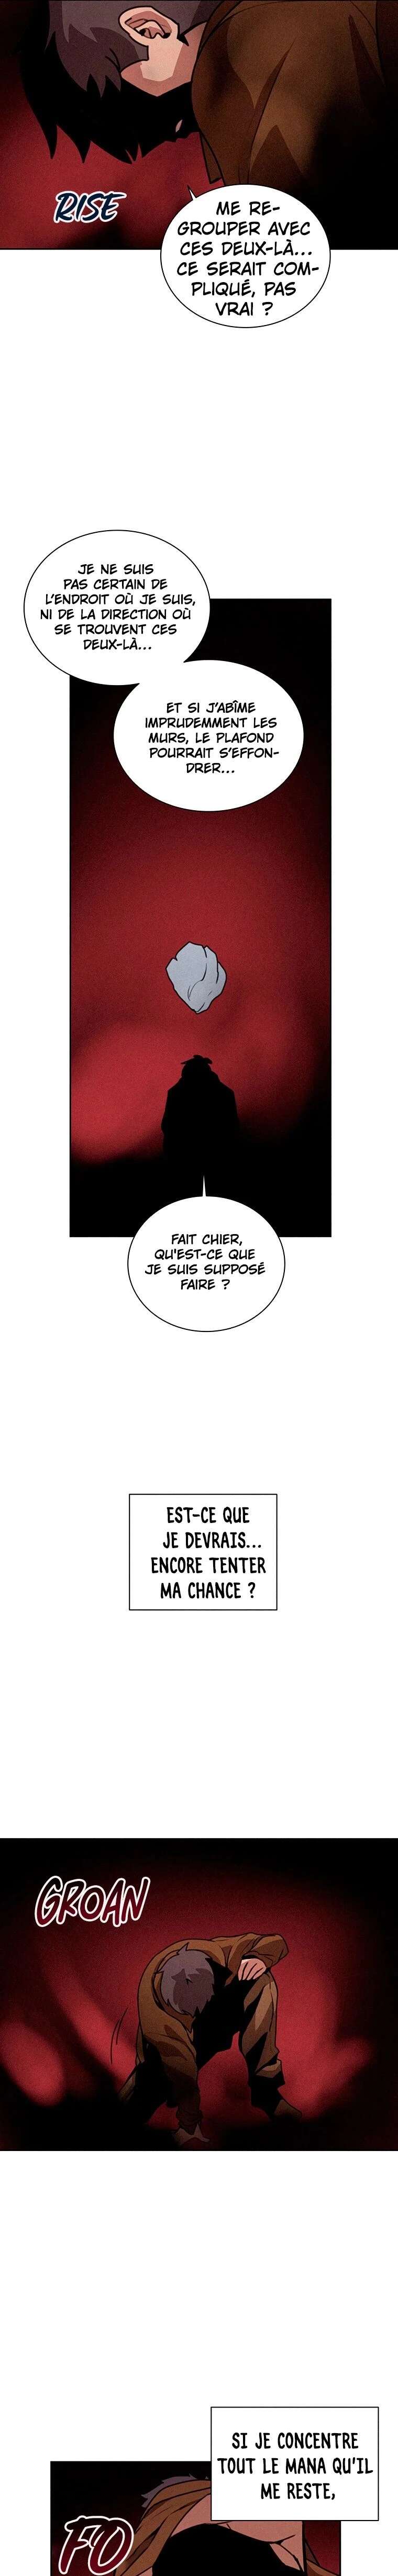 RISE
ME RE-
GROUPER AVEC
CES DEUX-LÀ...
CE SERAIT COM-
PLIQUÉ, PAS
VRAI ?
JE NE SUIS
PAS CERTAIN DE
L'ENDROIT OÙ JE SUIS,
NI DE LA DIRECTION OÙ
SE TROUVENT CES
DEUX-LÀ...
ET SI J'ABÎME
IMPRUDEMMENT LES
MURS, LE PLAFOND
POURRAIT S'EFFON-
DRER...
FAIT CHIER,
QU'EST-CE QUE
JE SUIS SUPPOSÉ
FAIRE ?
EST-CE QUE
JE DEVRAIS...
ENCORE TENTER
MA CHANCE ?
GROAN
SI JE CONCENTRE
TOUT LE MANA QU'IL
ME RESTE,
FO